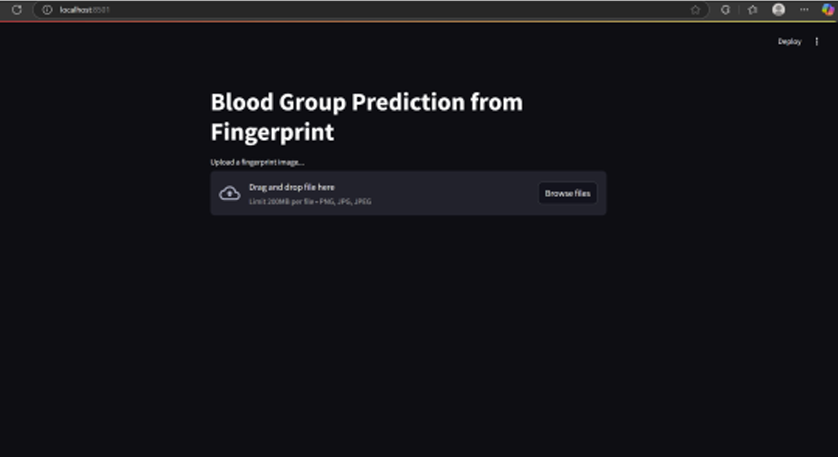 localhost:8501
Deploy
Blood Group Prediction from
Fingerprint
Upload a fingerprint image...
Drag and drop file here
Limit 200MB per file • PNG, JPG, JPEG
Browse files